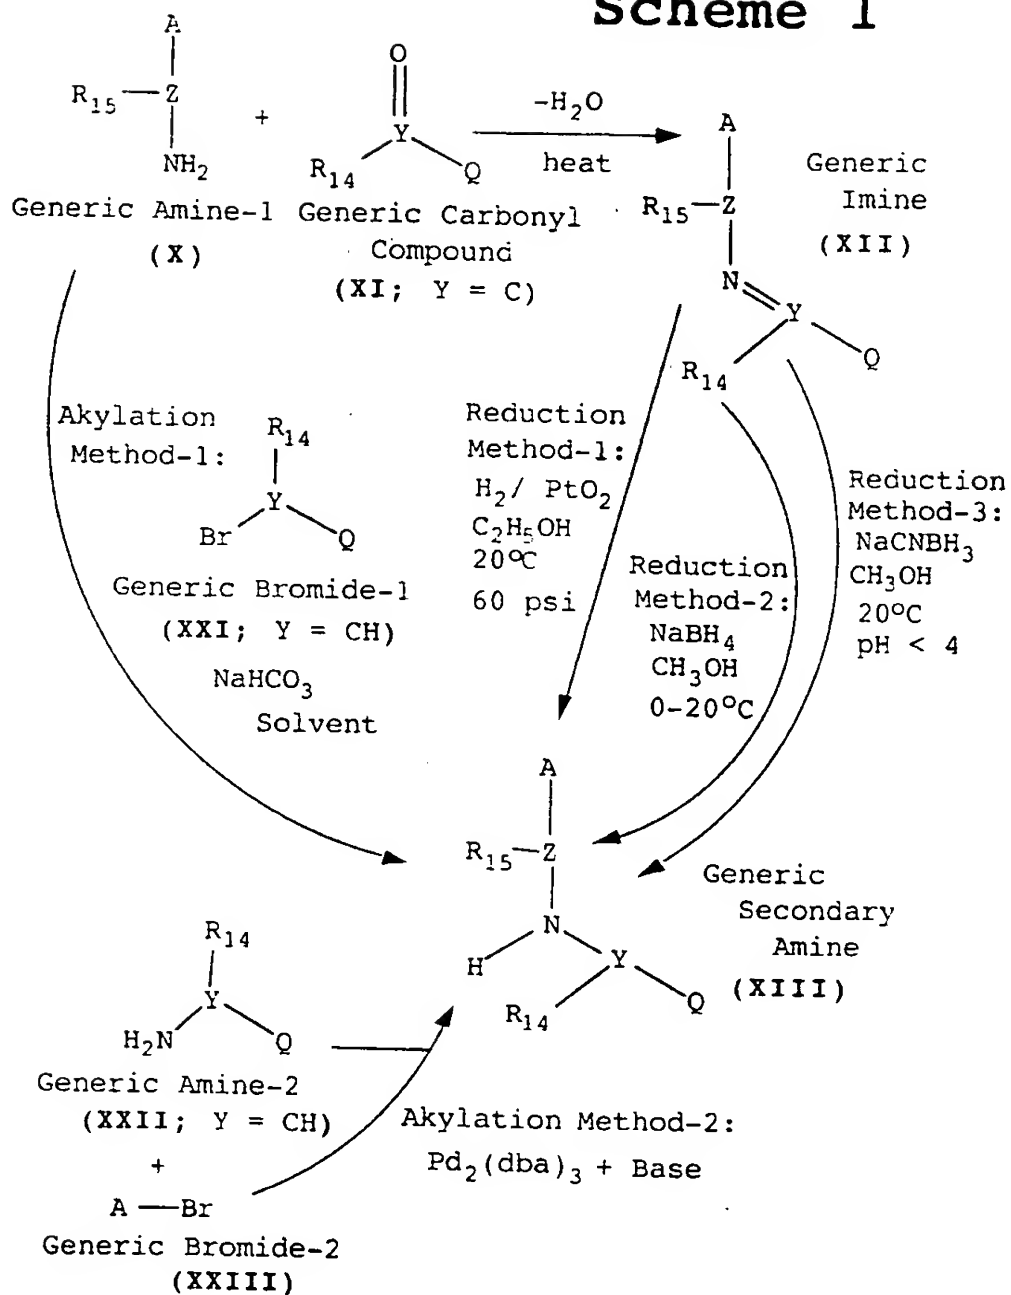 Scheme 1
A
R15—Z
NH2
+
O
Y
R14
Q
-H2O
heat
Generic Amine-1
(X)
Generic Carbonyl
Compound
(XI; Y = C)
A
R15—Z
N
Y
R14
Q
Generic
Imine
(XII)
Akylation
Method-1:
R14
Y
Br
Q
Generic Bromide-1
(XXI; Y = CH)
NaHCO3
Solvent
Reduction
Method-1:
H2/ PtO2
C2H5OH
20°C
60 psi
Reduction
Method-2:
NaBH4
CH3OH
0-20°C
Reduction
Method-3:
NaCNBH3
CH3OH
20°C
pH < 4
A
R15—Z
N
H
Y
R14
Q
Generic
Secondary
Amine
(XIII)
R14
Y
H2N
Q
Generic Amine-2
(XXII; Y = CH)
+
A—Br
Generic Bromide-2
(XXIII)
Akylation Method-2:
Pd2(dba)3 + Base